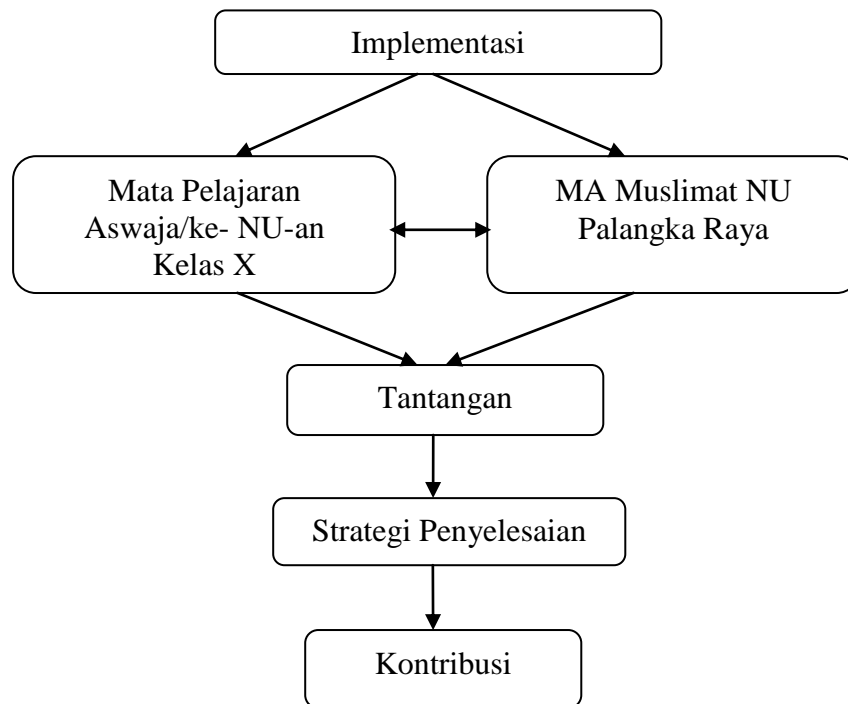 Implementasi
Mata Pelajaran
Aswaja/ke- NU-an
Kelas X
MA Muslimat NU
Palangka Raya
Tantangan
Strategi Penyelesaian
Kontribusi